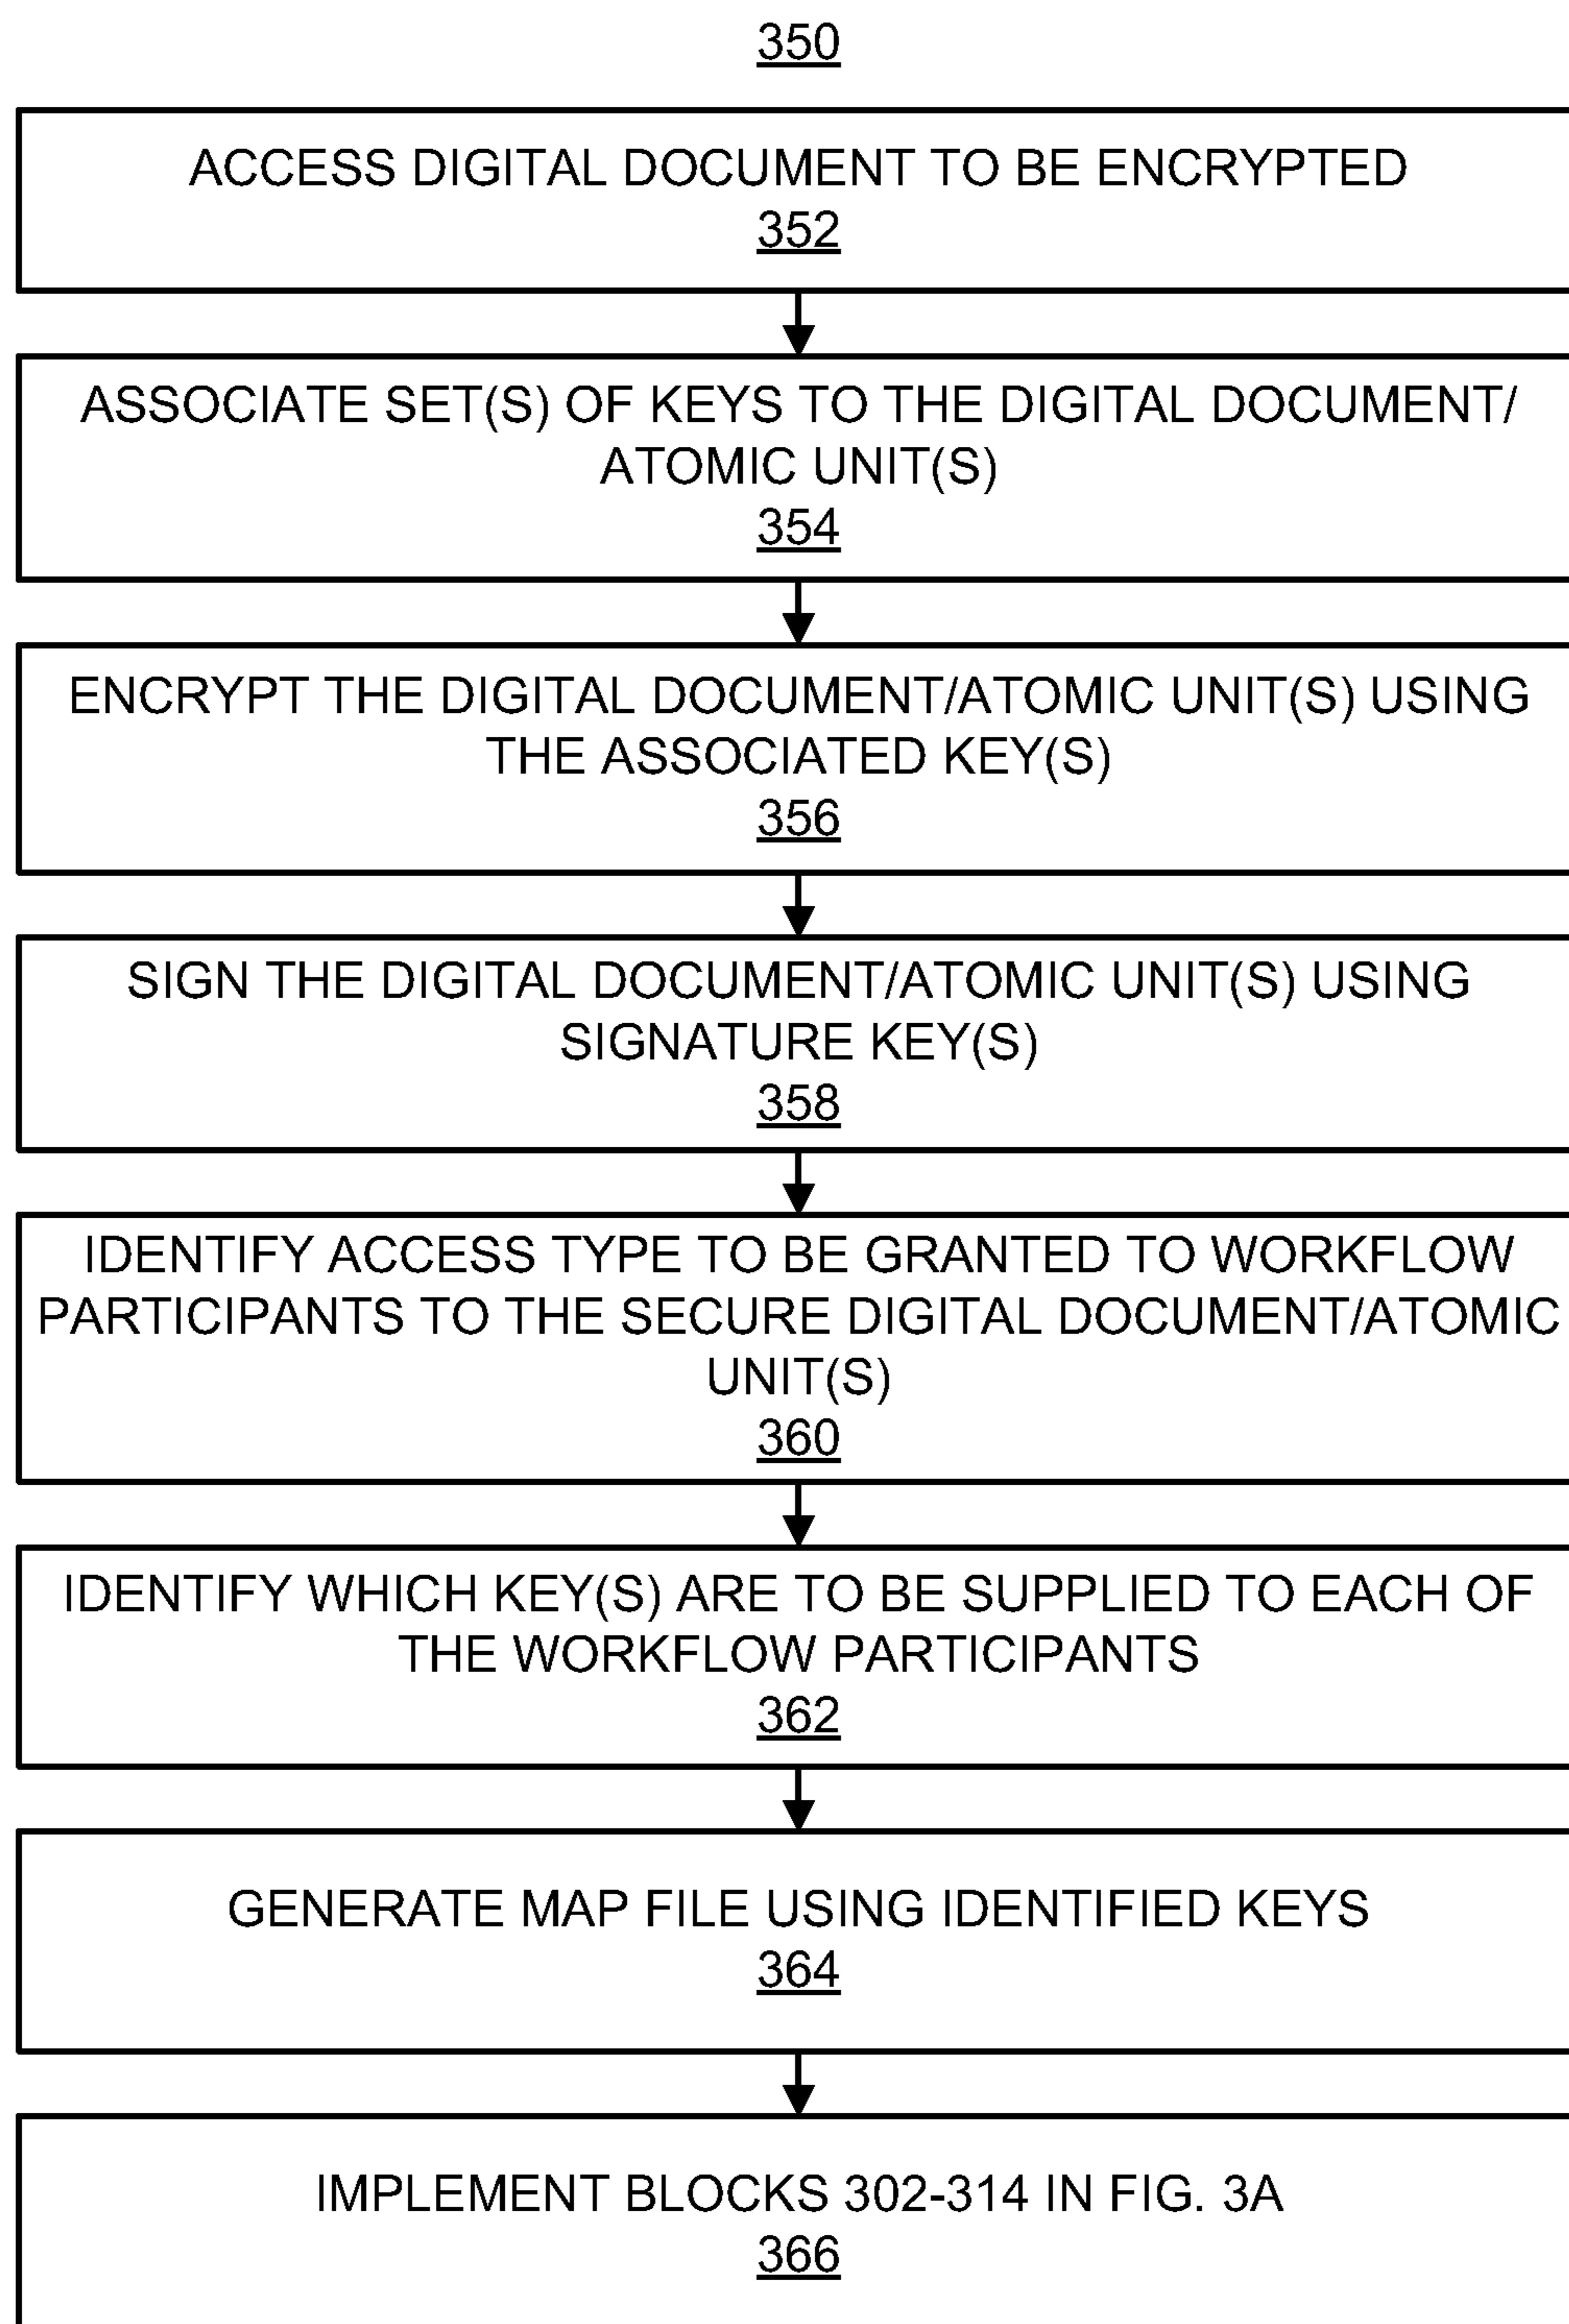 350
ACCESS DIGITAL DOCUMENT TO BE ENCRYPTED
352
ASSOCIATE SET(S) OF KEYS TO THE DIGITAL DOCUMENT/
ATOMIC UNIT(S)
354
ENCRYPT THE DIGITAL DOCUMENT/ATOMIC UNIT(S) USING
THE ASSOCIATED KEY(S)
356
SIGN THE DIGITAL DOCUMENT/ATOMIC UNIT(S) USING
SIGNATURE KEY(S)
358
IDENTIFY ACCESS TYPE TO BE GRANTED TO WORKFLOW
PARTICIPANTS TO THE SECURE DIGITAL DOCUMENT/ATOMIC
UNIT(S)
360
IDENTIFY WHICH KEY(S) ARE TO BE SUPPLIED TO EACH OF
THE WORKFLOW PARTICIPANTS
362
GENERATE MAP FILE USING IDENTIFIED KEYS
364
IMPLEMENT BLOCKS 302-314 IN FIG. 3A
366